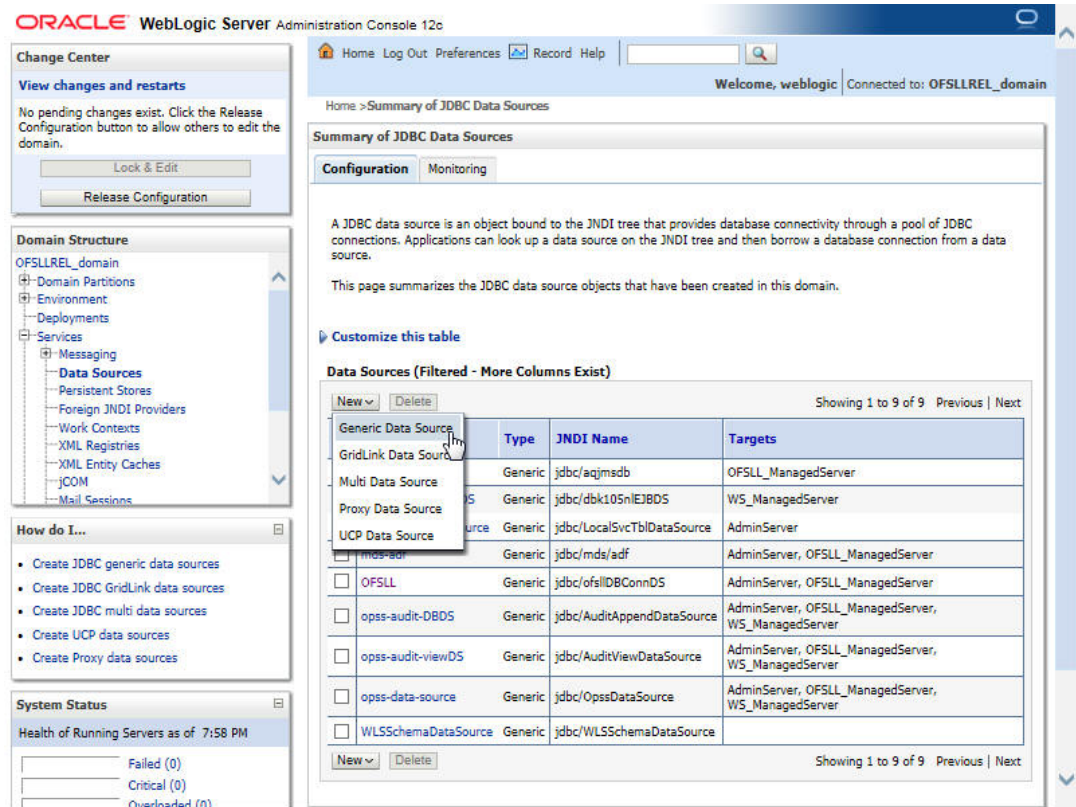 ORACLE WebLogic Server Administration Console 12c
Change Center
View changes and restarts
No pending changes exist. Click the Release
Configuration button to allow others to edit the
domain.
Lock & Edit
Release Configuration
Domain Structure
OFSLLREL_domain
Domain Partitions
Environment
Deployments
Services
Messaging
Data Sources
Persistent Stores
Foreign JNDI Providers
Work Contexts
XML Registries
XML Entity Caches
jCOM
Mail Sessions
How do I...
Create JDBC generic data sources
Create JDBC GridLink data sources
Create JDBC multi data sources
Create UCP data sources
Create Proxy data sources
System Status
Health of Running Servers as of 7:58 PM
Failed (0)
Critical (0)
Overloaded (0)
Home Log Out Preferences Record Help
Welcome, weblogic Connected to: OFSLLREL_domain
Home >Summary of JDBC Data Sources
Summary of JDBC Data Sources
Configuration Monitoring
A JDBC data source is an object bound to the JNDI tree that provides database connectivity through a pool of JDBC
connections. Applications can look up a data source on the JNDI tree and then borrow a database connection from a data
source.
This page summarizes the JDBC data source objects that have been created in this domain.
Customize this table
Data Sources (Filtered - More Columns Exist)
New Delete Showing 1 to 9 of 9 Previous | Next
Generic Data Source
GridLink Data Source
Multi Data Source
Proxy Data Source
UCP Data Source
Type JNDI Name Targets
Generic jdbc/aqjmsdb OFSLL_ManagedServer
DS Generic jdbc/dbk105nlEJBDS WS_ManagedServer
urce Generic jdbc/LocalSvcTblDataSource AdminServer
mds-adf Generic jdbc/mds/adf AdminServer, OFSLL_ManagedServer
OFSLL Generic jdbc/ofsllDBConnDS AdminServer, OFSLL_ManagedServer
opss-audit-DBDS Generic jdbc/AuditAppendDataSource AdminServer, OFSLL_ManagedServer,
WS_ManagedServer
opss-audit-viewDS Generic jdbc/AuditViewDataSource AdminServer, OFSLL_ManagedServer,
WS_ManagedServer
opss-data-source Generic jdbc/OpssDataSource AdminServer, OFSLL_ManagedServer,
WS_ManagedServer
WLSSchemaDataSource Generic jdbc/WLSSchemaDataSource
New Delete Showing 1 to 9 of 9 Previous | Next